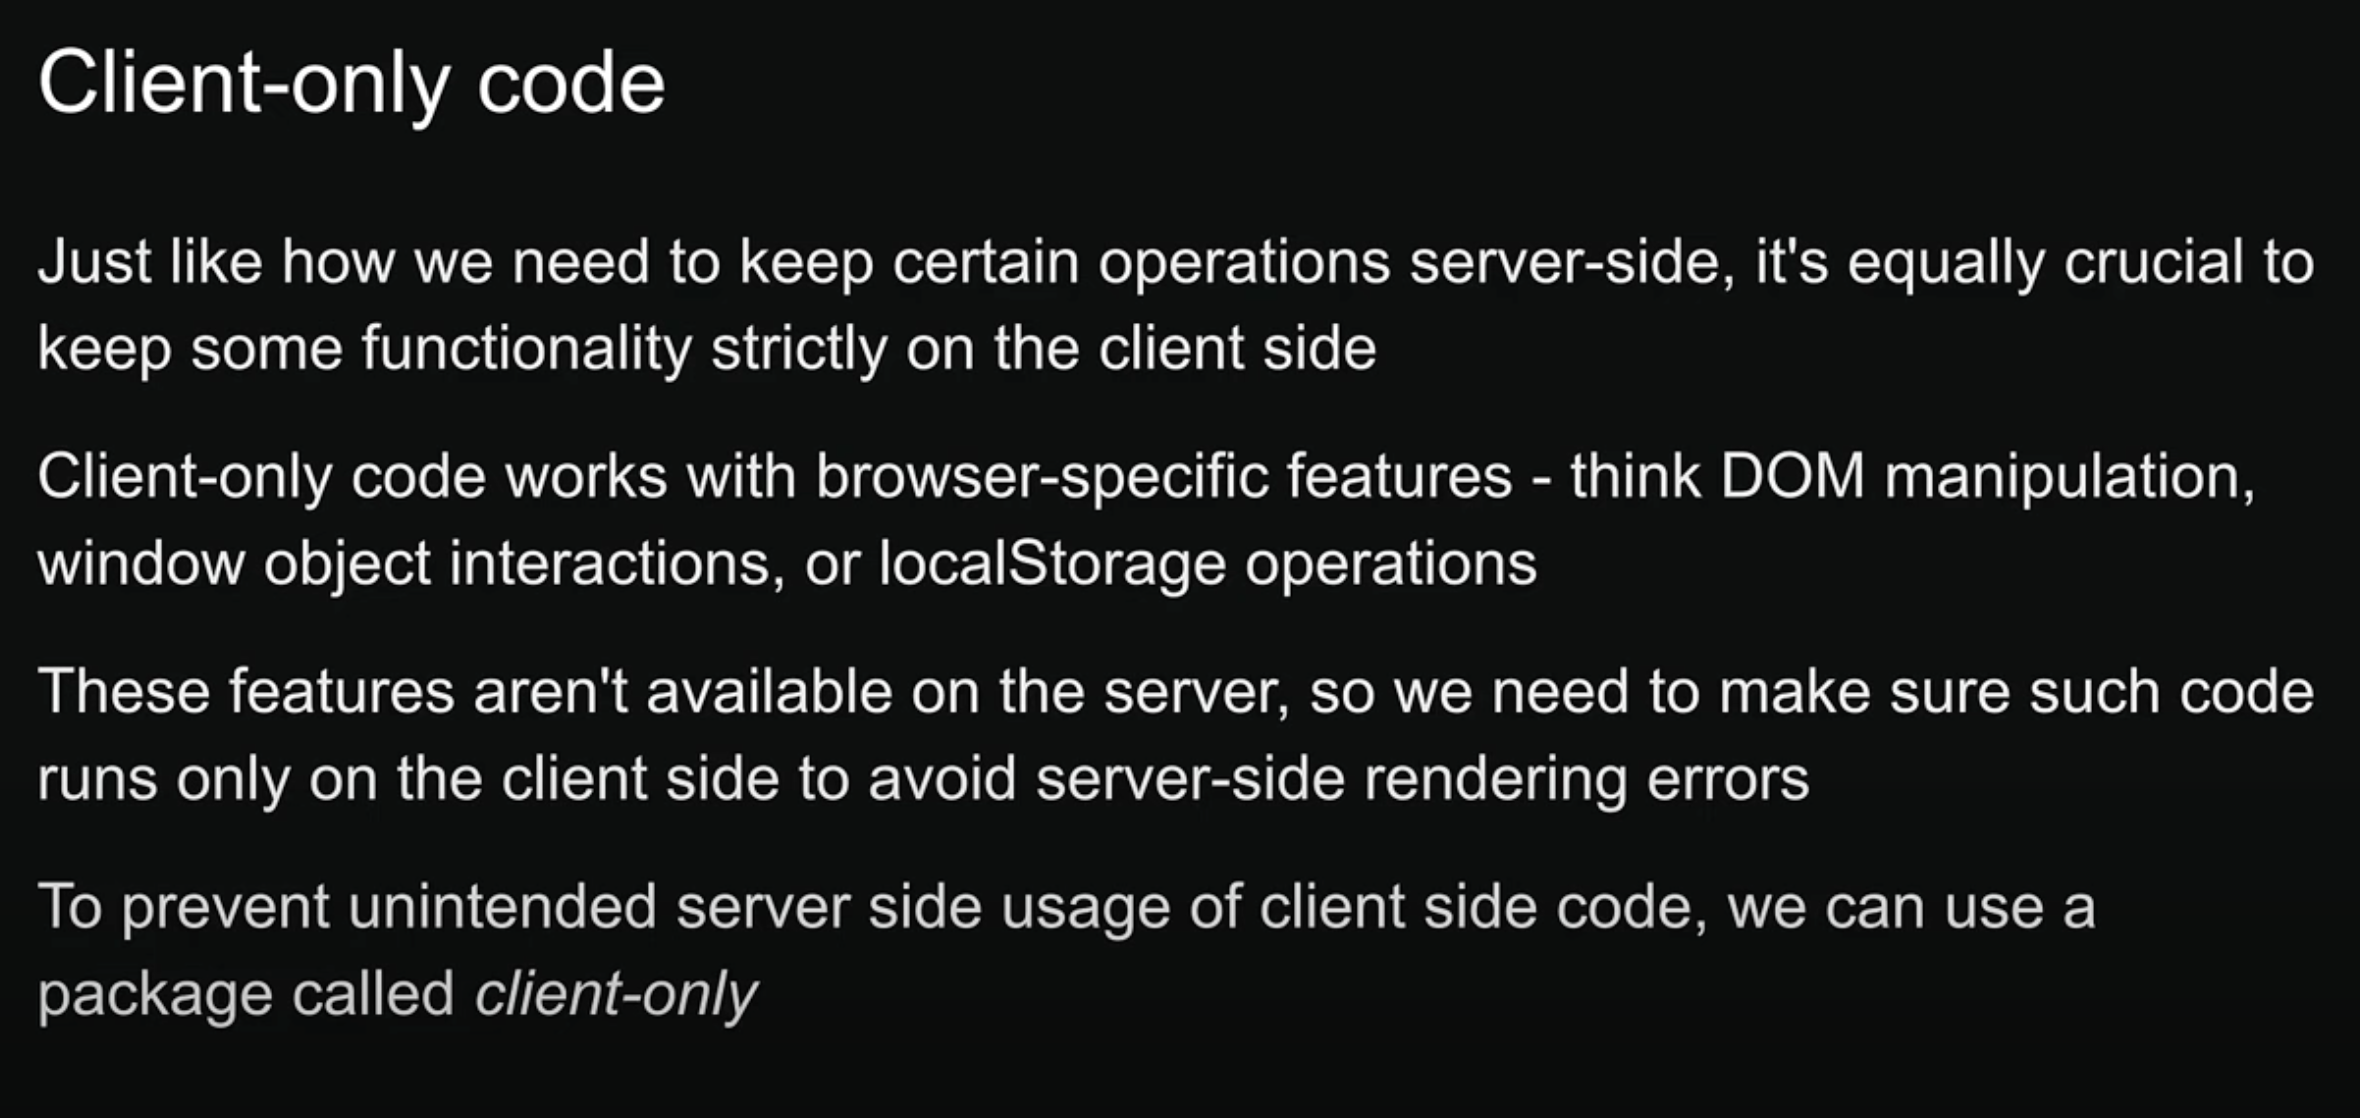 Client-only code
Just like how we need to keep certain operations server-side, it's equally crucial to
keep some functionality strictly on the client side
Client-only code works with browser-specific features - think DOM manipulation,
window object interactions, or localStorage operations
These features aren't available on the server, so we need to make sure such code
runs only on the client side to avoid server-side rendering errors
To prevent unintended server side usage of client side code, we can use a
package called client-only